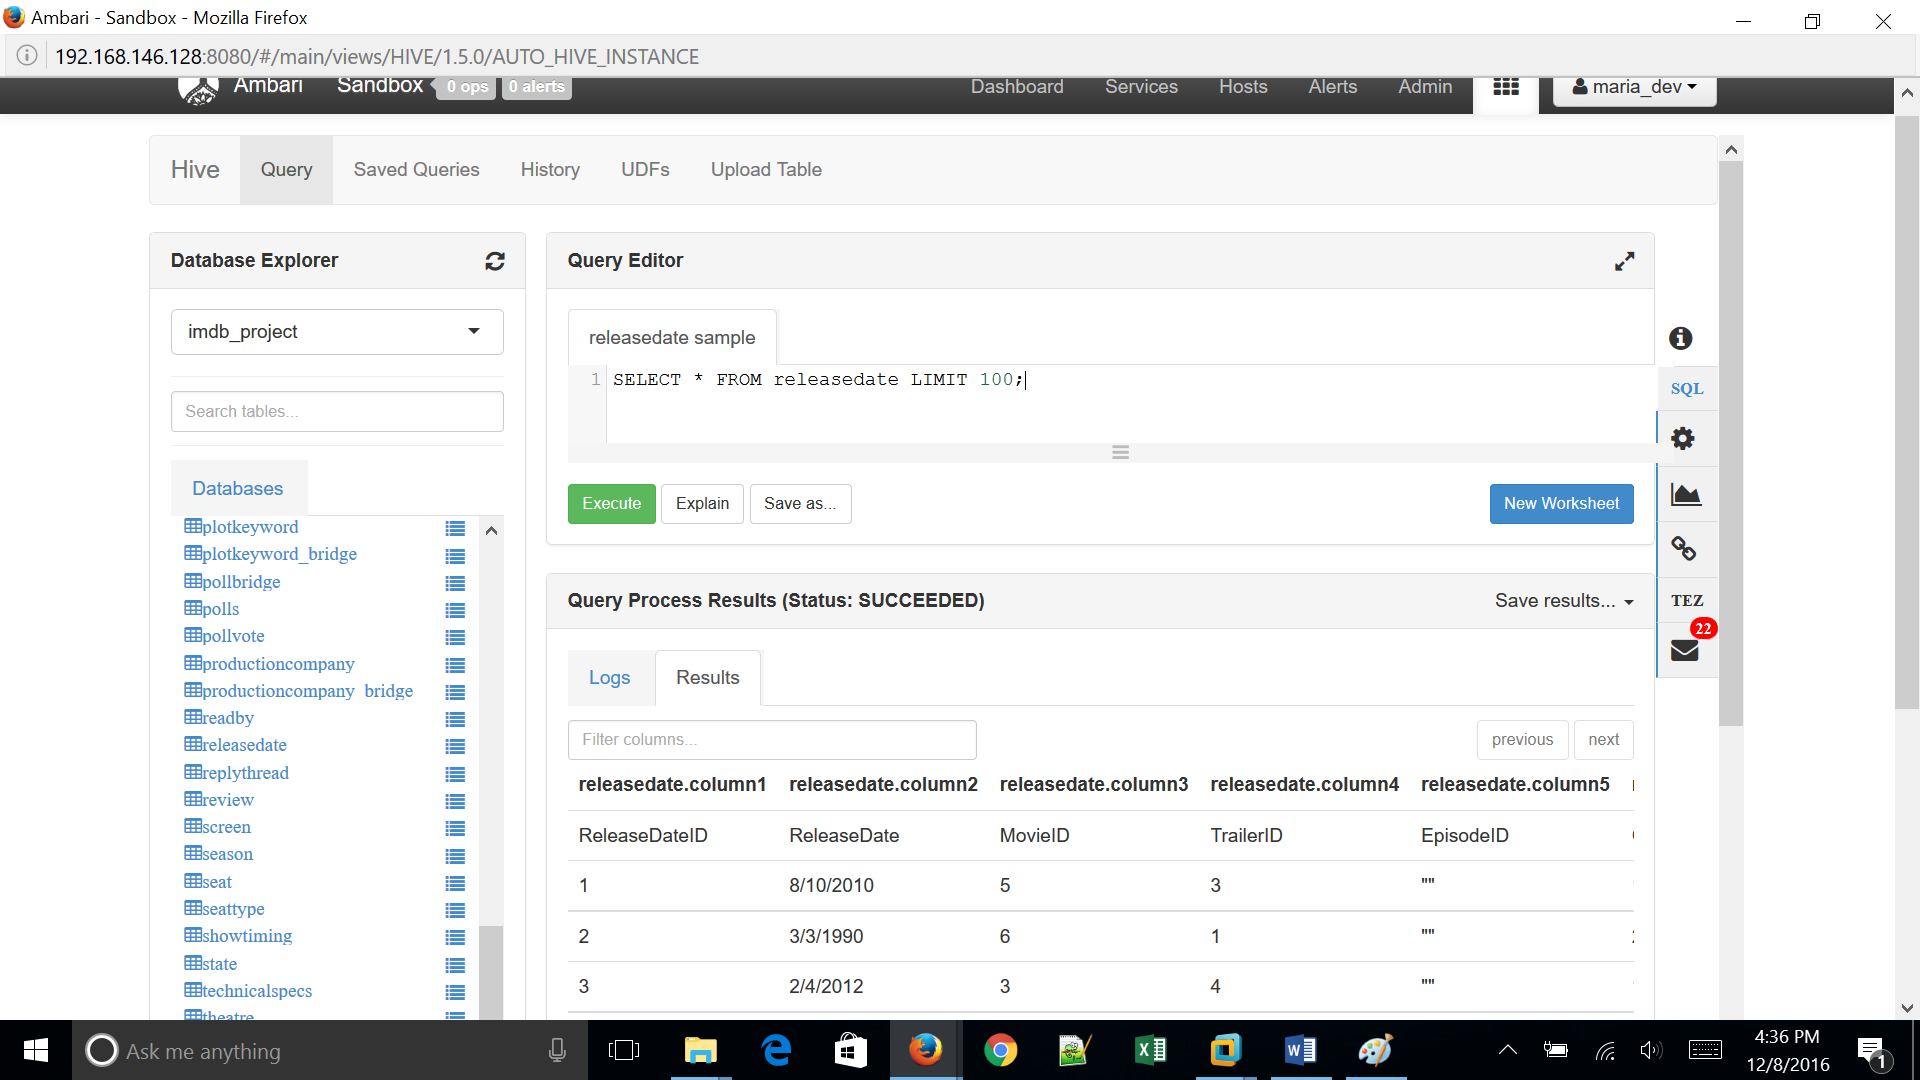 Ambari - Sandbox - Mozilla Firefox
192.168.146.128:8080/#/main/views/HIVE/1.5.0/AUTO_HIVE_INSTANCE
Ambari Sandbox 0 ops 0 alerts Dashboard Services Hosts Alerts Admin maria_dev
Hive Query Saved Queries History UDFs Upload Table
Database Explorer
imdb_project
Search tables...
Databases
plotkeyword
plotkeyword_bridge
pollbridge
polls
pollvote
productioncompany
productioncompany_bridge
readby
releasedate
replythread
review
screen
season
seat
seattype
showtiming
state
technicalspecs
theatre
Query Editor
releasedate sample
1 SELECT * FROM releasedate LIMIT 100;
Execute Explain Save as... New Worksheet
SQL
TEZ
22
Query Process Results (Status: SUCCEEDED) Save results...
Logs Results
Filter columns... previous next
releasedate.column1 releasedate.column2 releasedate.column3 releasedate.column4 releasedate.column5
ReleaseDateID ReleaseDate MovieID TrailerID EpisodeID
1 8/10/2010 5 3 ""
2 3/3/1990 6 1 ""
3 2/4/2012 3 4 ""
Ask me anything
4:36 PM
12/8/2016
1